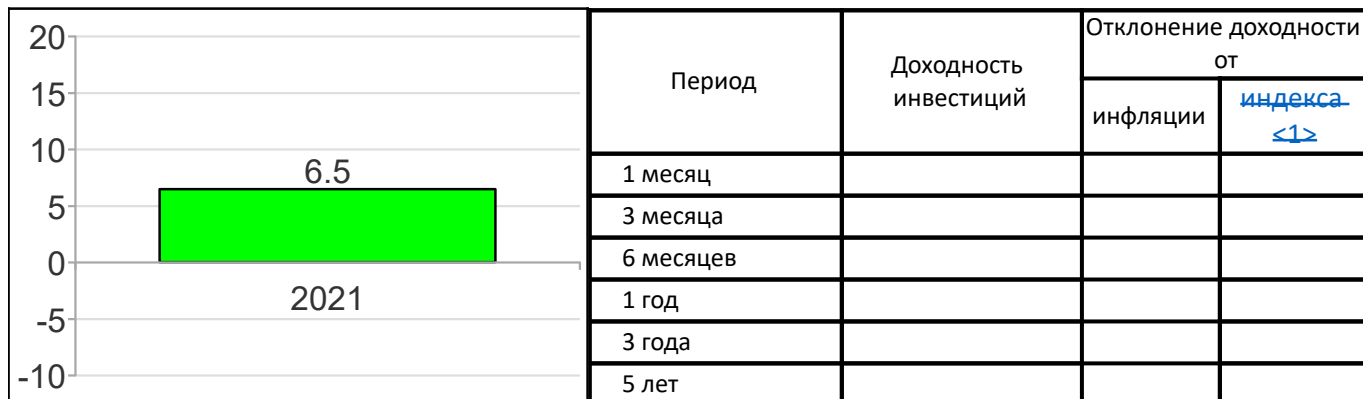 20
15
10
5
0
-5
-10
6.5
2021
Период
Доходность
инвестиций
Отклонение доходности
от
инфляции
индекса
<1>
1 месяц
3 месяца
6 месяцев
1 год
3 года
5 лет